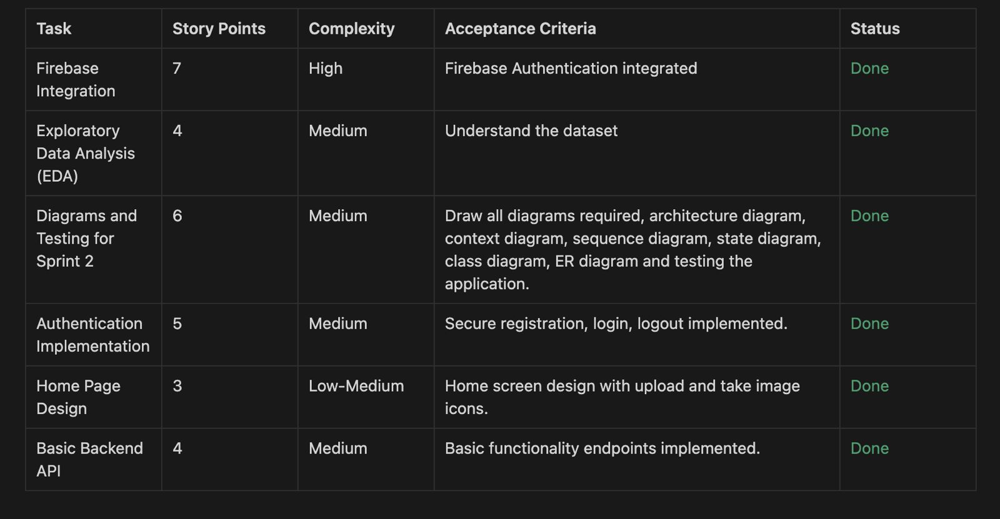 Task Story Points Complexity Acceptance Criteria Status
Firebase Integration 7 High Firebase Authentication integrated Done
Exploratory Data Analysis (EDA) 4 Medium Understand the dataset Done
Diagrams and Testing for Sprint 2 6 Medium Draw all diagrams required, architecture diagram, context diagram, sequence diagram, state diagram, class diagram, ER diagram and testing the application. Done
Authentication Implementation 5 Medium Secure registration, login, logout implemented. Done
Home Page Design 3 Low-Medium Home screen design with upload and take image icons. Done
Basic Backend API 4 Medium Basic functionality endpoints implemented. Done